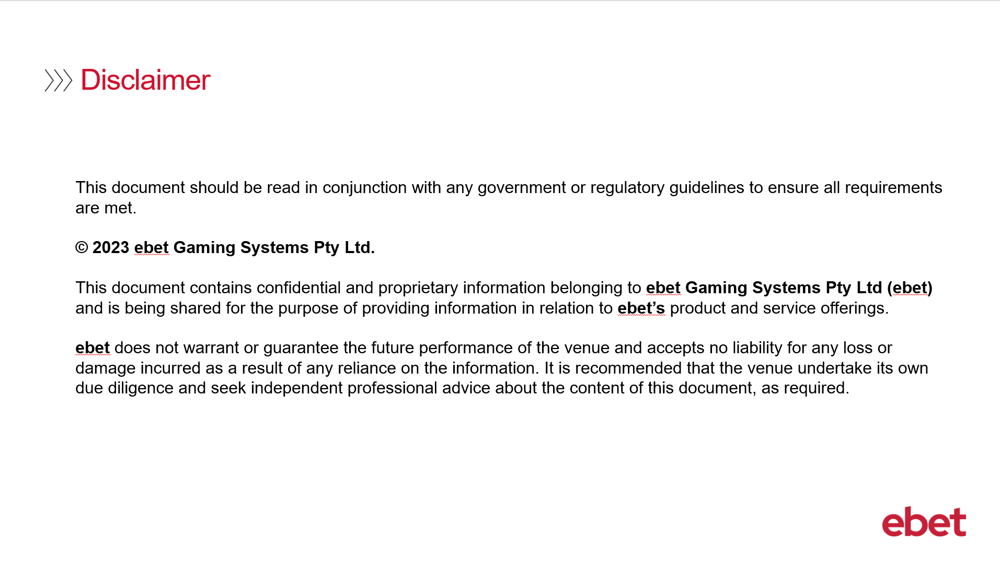 Disclaimer
This document should be read in conjunction with any government or regulatory guidelines to ensure all requirements
are met.
© 2023 ebet Gaming Systems Pty Ltd.
This document contains confidential and proprietary information belonging to ebet Gaming Systems Pty Ltd (ebet)
and is being shared for the purpose of providing information in relation to ebet’s product and service offerings.
ebet does not warrant or guarantee the future performance of the venue and accepts no liability for any loss or
damage incurred as a result of any reliance on the information. It is recommended that the venue undertake its own
due diligence and seek independent professional advice about the content of this document, as required.
ebet